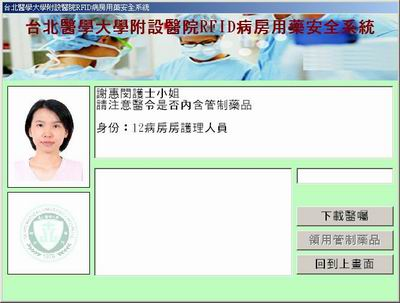 台北醫學大學附設醫院RFID病房用藥安全系統
台北醫學大學附設醫院RFID病房用藥安全系統
謝惠閔護士小姐
請注意醫令是否內含管制藥品
身份：12病房房護理人員
下載醫囑
領用管制藥品
回到上畫面